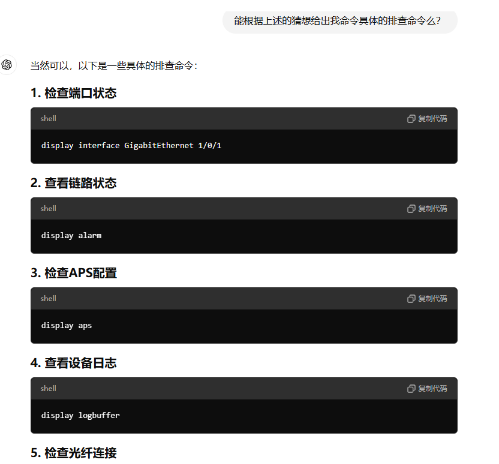 能根据上述的猜想给出我命令具体的排查命令么？
当然可以，以下是一些具体的排查命令：
1. 检查端口状态
shell 复制代码
display interface GigabitEthernet 1/0/1
2. 查看链路状态
shell 复制代码
display alarm
3. 检查APS配置
shell 复制代码
display aps
4. 查看设备日志
shell 复制代码
display logbuffer
5. 检查光纤连接